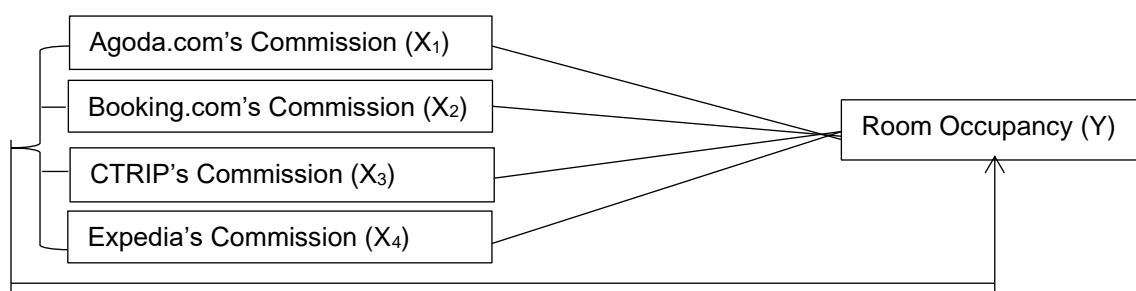 Agoda.com’s Commission (X₁)
Booking.com’s Commission (X₂)
Room Occupancy (Y)
CTRIP’s Commission (X₃)
Expedia’s Commission (X₄)